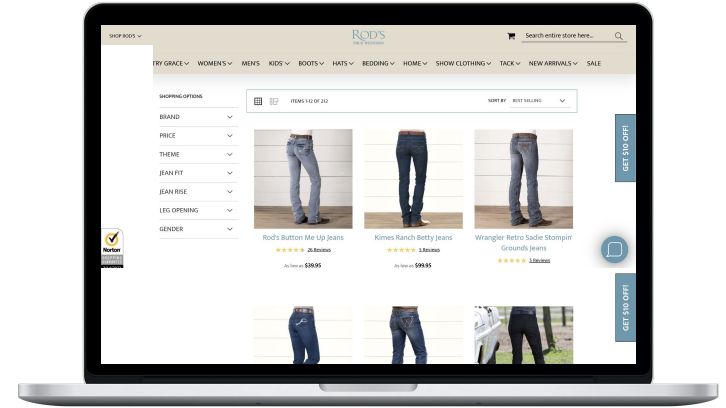 SHOP ROD'S
ROD'S
Search entire store here...
TRY GRACE WOMEN'S MEN'S KIDS' BOOTS HATS BEDDING HOME SHOW CLOTHING TACK NEW ARRIVALS SALE
SHOPPING OPTIONS
ITEMS 1-12 OF 212
SORT BY BEST SELLING
BRAND
PRICE
THEME
JEAN FIT
JEAN RISE
LEG OPENING
GENDER
GET $10 OFF!
Rod's Button Me Up Jeans
26 Reviews
As low as $39.95
Kimes Ranch Betty Jeans
5 Reviews
As low as $99.95
Wrangler Retro Sadie Stompin'
Grounds Jeans
5 Reviews
Norton
SHOPPING
GUARANTEE
GET $10 OFF!